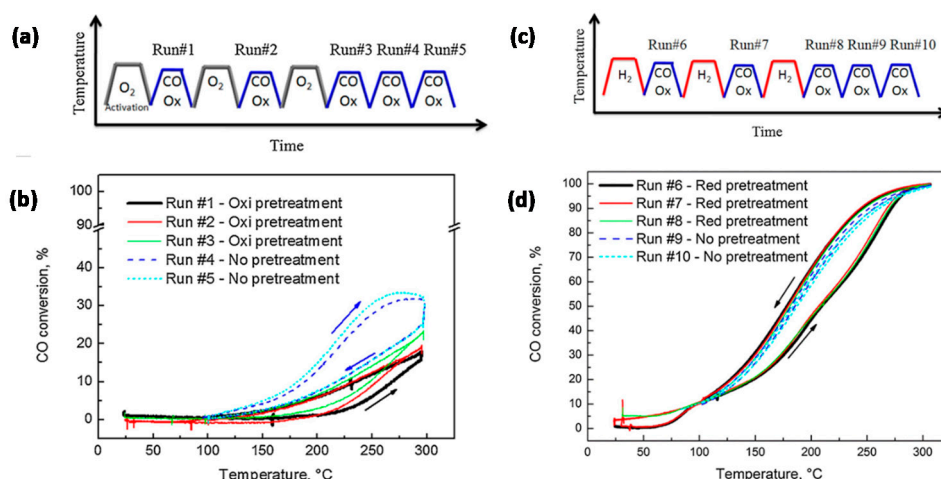 (a)
Temperature
Run#1 Run#2 Run#3 Run#4 Run#5
O2 CO O2 CO O2 CO CO CO
Activation Ox Ox Ox Ox Ox
Time
(b)
CO conversion, %
100
90
40
30
20
10
0
Run #1 - Oxi pretreatment
Run #2 - Oxi pretreatment
Run #3 - Oxi pretreatment
Run #4 - No pretreatment
Run #5 - No pretreatment
0 50 100 150 200 250 300
Temperature, °C
(c)
Temperature
Run#6 Run#7 Run#8 Run#9 Run#10
H2 CO H2 CO H2 CO CO CO
Ox Ox Ox Ox Ox
Time
(d)
CO conversion, %
100
90
80
70
60
50
40
30
20
10
0
Run #6 - Red pretreatment
Run #7 - Red pretreatment
Run #8 - Red pretreatment
Run #9 - No pretreatment
Run #10 - No pretreatment
0 50 100 150 200 250 300
Temperature, °C